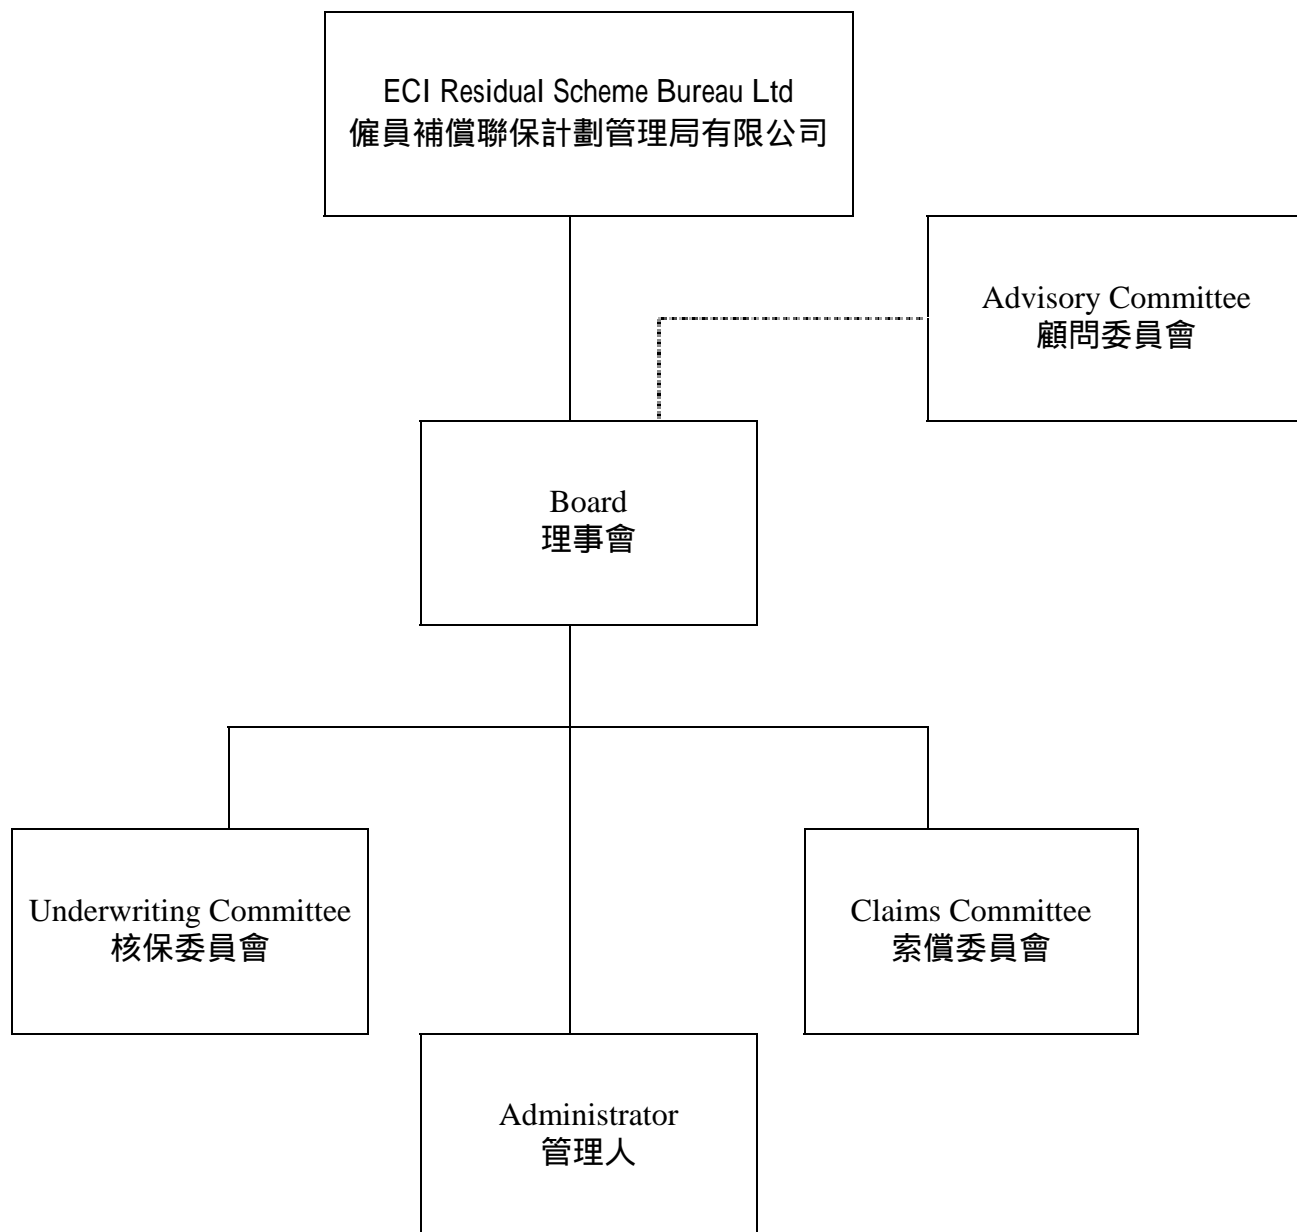 ECI Residual Scheme Bureau Ltd
僱員補償聯保計劃管理局有限公司
Advisory Committee
顧問委員會
Board
理事會
Underwriting Committee
核保委員會
Claims Committee
索償委員會
Administrator
管理人